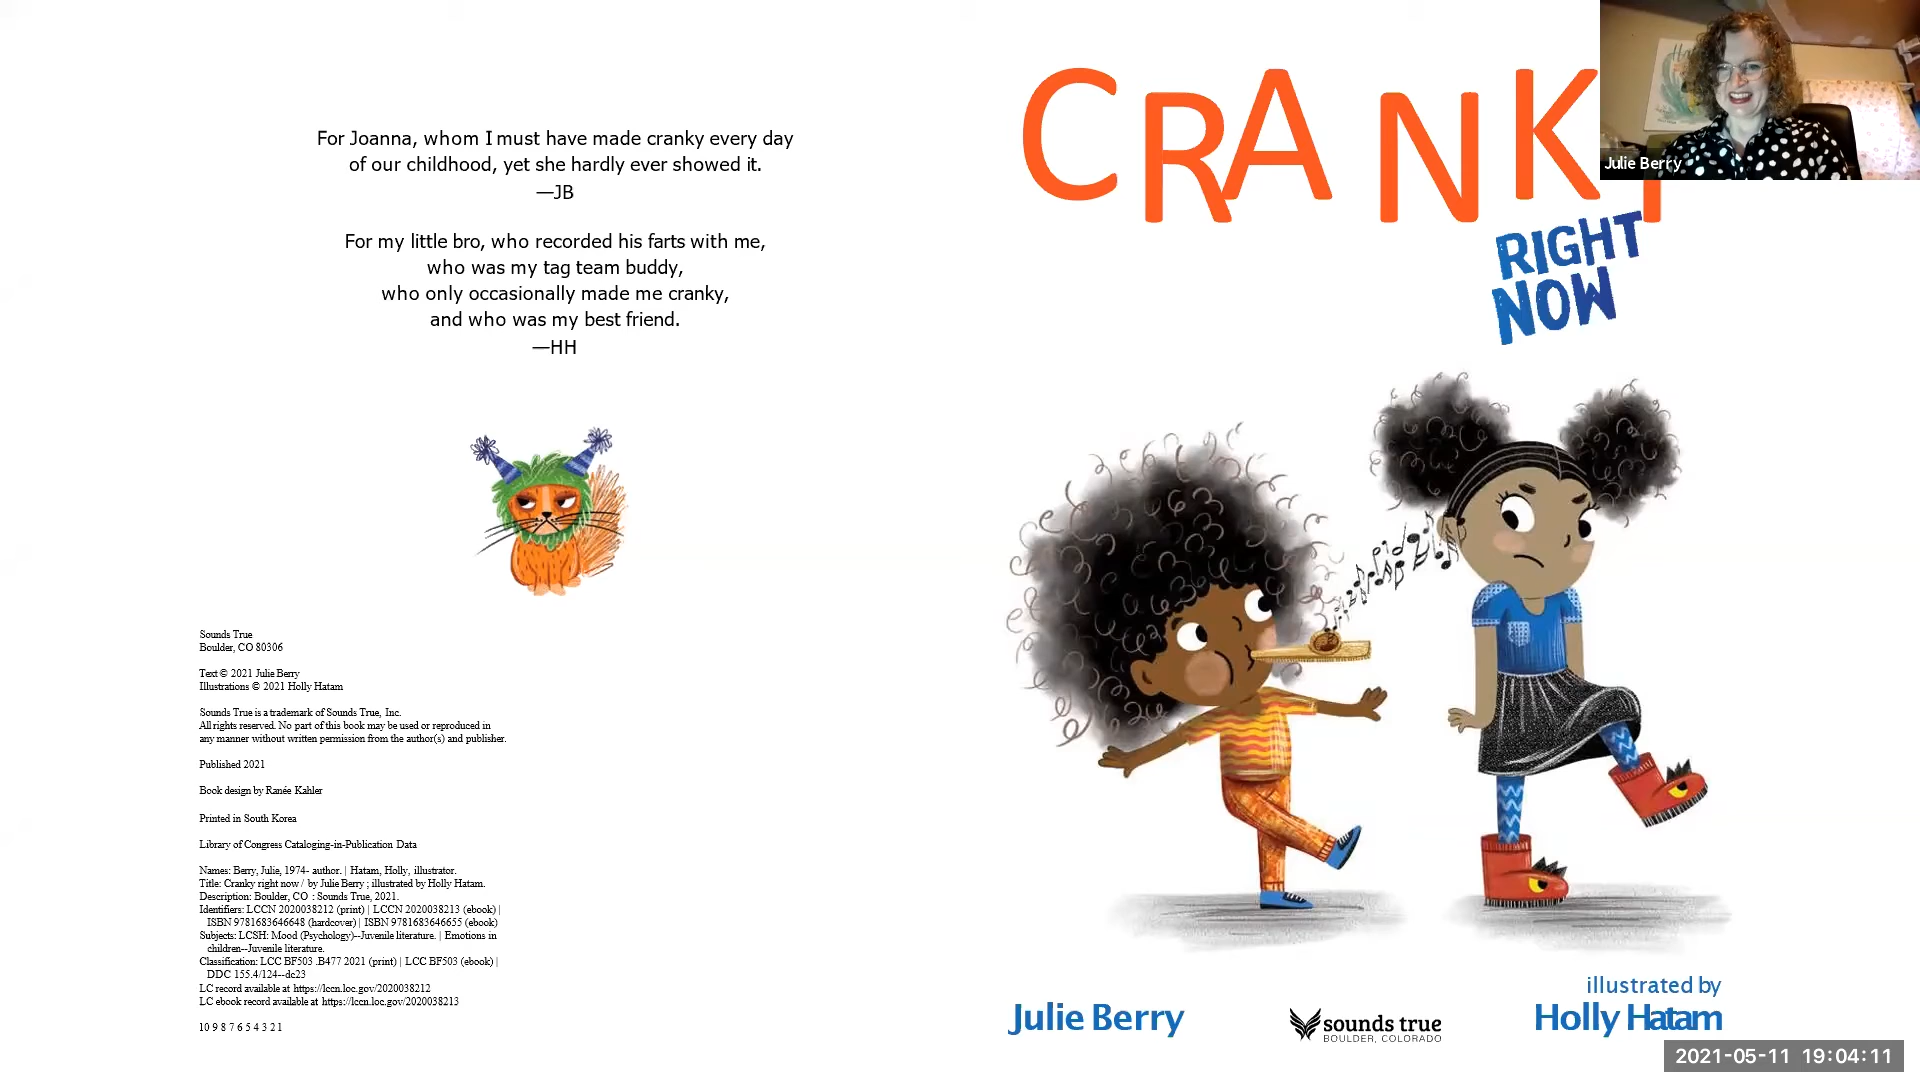 For Joanna, whom I must have made cranky every day
of our childhood, yet she hardly ever showed it.
—JB
For my little bro, who recorded his farts with me,
who was my tag team buddy,
who only occasionally made me cranky,
and who was my best friend.
—HH
Sounds True
Boulder, CO 80306
Text © 2021 Julie Berry
Illustrations © 2021 Holly Hatam
Sounds True is a trademark of Sounds True, Inc.
All rights reserved. No part of this book may be used or reproduced in
any manner without written permission from the author(s) and publisher.
Published 2021
Book design by Ranée Kahler
Printed in South Korea
Library of Congress Cataloging-in-Publication Data
Names: Berry, Julie, 1974- author. | Hatam, Holly, illustrator.
Title: Cranky right now / by Julie Berry ; illustrated by Holly Hatam.
Description: Boulder, CO : Sounds True, 2021.
Identifiers: LCCN 2020038212 (print) | LCCN 2020038213 (ebook) |
ISBN 9781683646648 (hardcover) | ISBN 9781683646655 (ebook)
Subjects: LCSH: Mood (Psychology)--Juvenile literature. | Emotions in
children--Juvenile literature.
Classification: LCC BF503 .B477 2021 (print) | LCC BF503 (ebook) |
DDC 155.4/124--dc23
LC record available at https://lccn.loc.gov/2020038212
LC ebook record available at https://lccn.loc.gov/2020038213
10 9 8 7 6 5 4 3 2 1
CRANKY
RIGHT
NOW
Julie Berry
sounds true
BOULDER, COLORADO
illustrated by
Holly Hatam
Julie Berry
2021-05-11 19:04:11